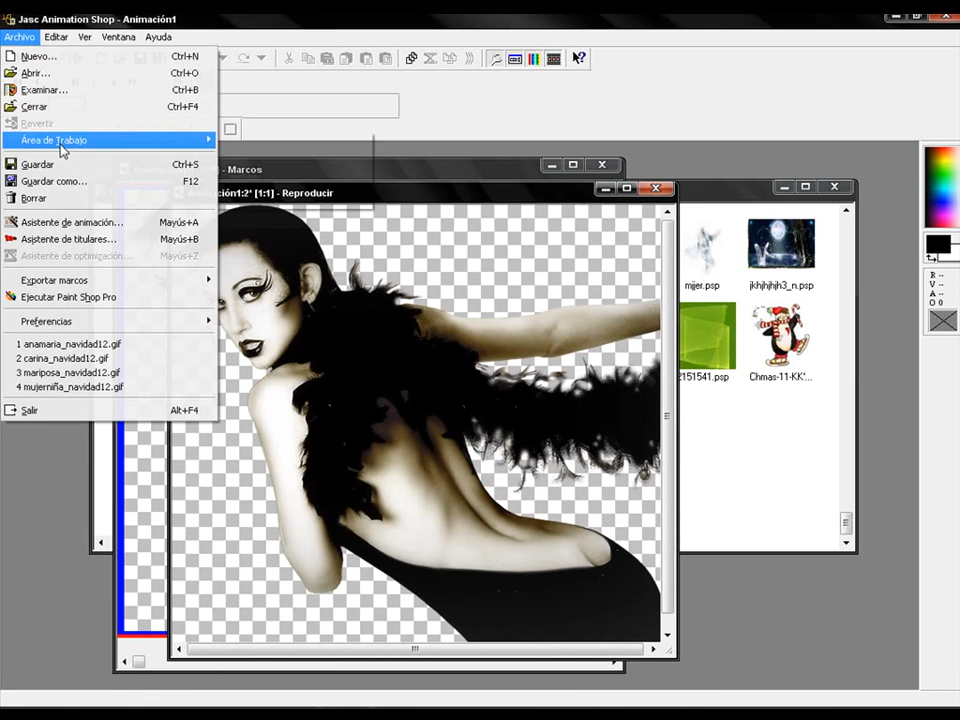 Jasc Animation Shop - Animación1
Archivo Editar Ver Ventana Ayuda
Nuevo... Ctrl+N
Abrir... Ctrl+O
Examinar... Ctrl+B
Cerrar Ctrl+F4
Revertir
Área de Trabajo
Guardar Ctrl+S
Guardar como... F12
Borrar
Asistente de animación... Mayús+A
Asistente de titulares... Mayús+B
Asistente de optimización... Mayús+Z
Exportar marcos
Ejecutar Paint Shop Pro
Preferencias
1 anamaria_navidad12.gif
2 carina_navidad12.gif
3 mariposa_navidad12.gif
4 mujerniña_navidad12.gif
Salir Alt+F4
- Marcos
[1:1] - Reproducir
mjjer.psp
jkhjhjhjh3_n.psp
2151541.psp
Chmas-11-KK'...
R --
V --
A --
O 0